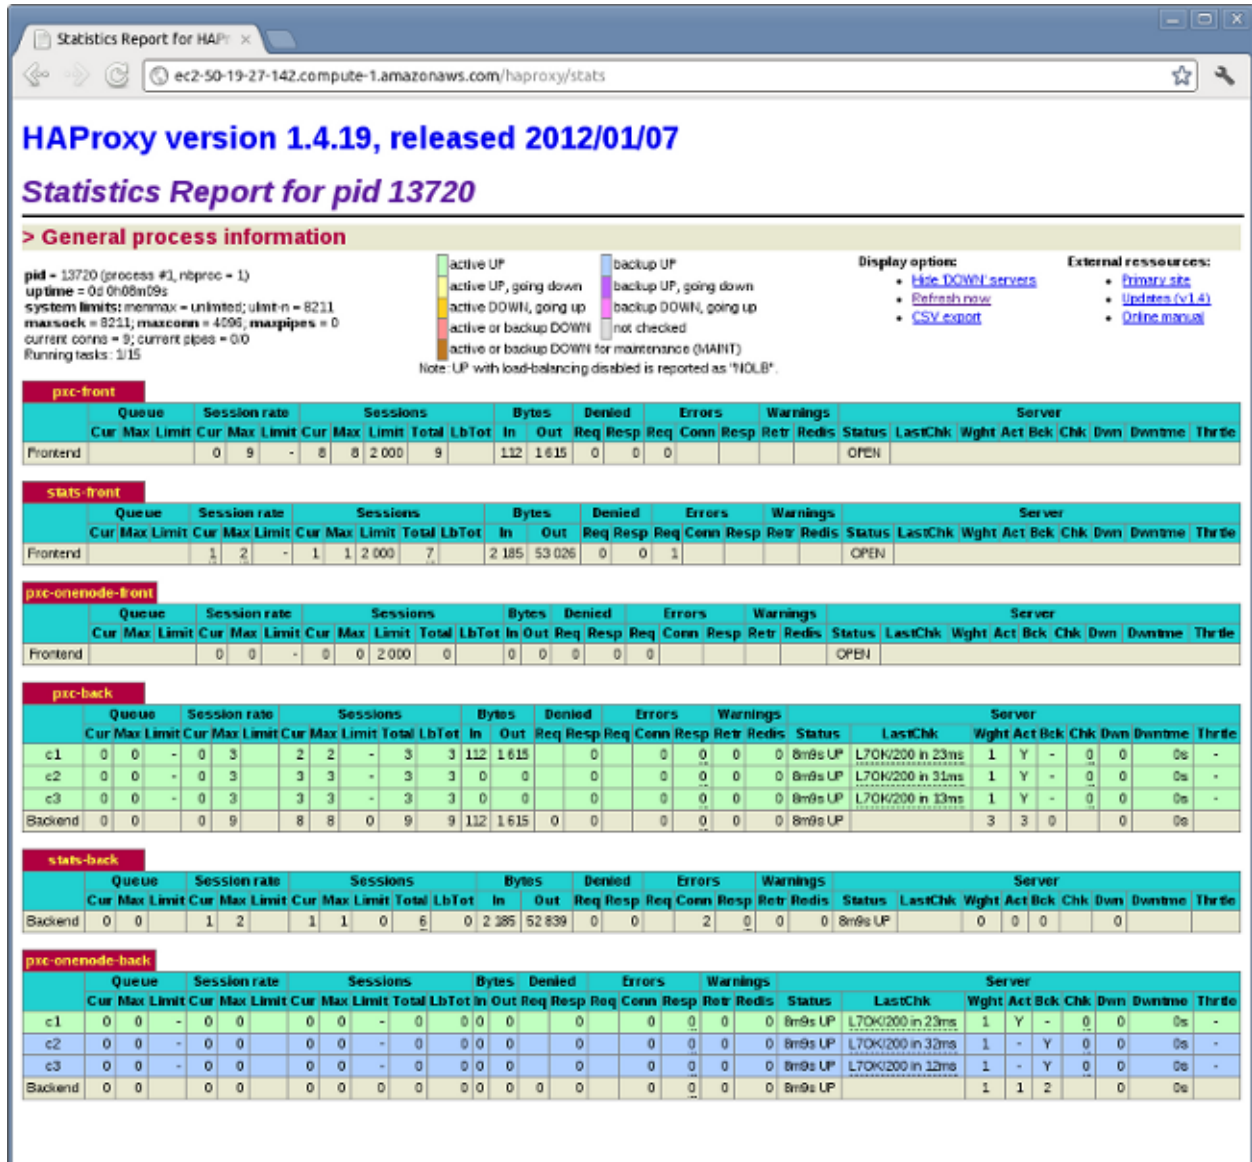 Statistics Report for HAPr ×
ec2-50-19-27-142.compute-1.amazonaws.com/haproxy/stats
HAProxy version 1.4.19, released 2012/01/07
Statistics Report for pid 13720
> General process information
pid = 13720 (process #1, nbproc = 1)
uptime = 0d 0h08m09s
system limits: memmax = unlimited; ulimit-n = 8211
maxsock = 8211; maxconn = 4096; maxpipes = 0
current conns = 9; current pipes = 0/0
Running tasks: 1/15
active UP backup UP
active UP, going down backup UP, going down
active DOWN, going up backup DOWN, going up
active or backup DOWN not checked
active or backup DOWN for maintenance (MAINT)
Note: UP with load-balancing disabled is reported as "NOLB".
Display option:
• Hide 'DOWN' servers
• Refresh now
• CSV export
External ressources:
• Primary site
• Updates (v1.4)
• Online manual
pxc-front
Queue Session rate Sessions Bytes Denied Errors Warnings Server
Cur Max Limit Cur Max Limit Cur Max Limit Total LbTot In Out Req Resp Req Conn Resp Retr Redis Status LastChk Wght Act Bck Chk Dwn Dwntme Thrtle
Frontend 0 9 - 8 8 2 000 9 112 1 615 0 0 0 OPEN
stats-front
Queue Session rate Sessions Bytes Denied Errors Warnings Server
Cur Max Limit Cur Max Limit Cur Max Limit Total LbTot In Out Req Resp Req Conn Resp Retr Redis Status LastChk Wght Act Bck Chk Dwn Dwntme Thrtle
Frontend 1 2 - 1 1 2 000 7 2 185 53 026 0 0 1 OPEN
pxc-onenode-front
Queue Session rate Sessions Bytes Denied Errors Warnings Server
Cur Max Limit Cur Max Limit Cur Max Limit Total LbTot In Out Req Resp Req Conn Resp Retr Redis Status LastChk Wght Act Bck Chk Dwn Dwntme Thrtle
Frontend 0 0 - 0 0 2 000 0 0 0 0 0 0 OPEN
pxc-back
Queue Session rate Sessions Bytes Denied Errors Warnings Server
Cur Max Limit Cur Max Limit Cur Max Limit Total LbTot In Out Req Resp Req Conn Resp Retr Redis Status LastChk Wght Act Bck Chk Dwn Dwntme Thrtle
c1 0 0 - 0 3 2 2 - 3 3 112 1 615 0 0 0 0 0 8m9s UP L7OK/200 in 23ms 1 Y - 0 0 0s -
c2 0 0 - 0 3 3 3 - 3 3 0 0 0 0 0 0 0 8m9s UP L7OK/200 in 31ms 1 Y - 0 0 0s -
c3 0 0 - 0 3 3 3 - 3 3 0 0 0 0 0 0 0 8m9s UP L7OK/200 in 13ms 1 Y - 0 0 0s -
Backend 0 0 0 9 8 8 0 9 9 112 1 615 0 0 0 0 0 0 8m9s UP 3 3 0 0 0s
stats-back
Queue Session rate Sessions Bytes Denied Errors Warnings Server
Cur Max Limit Cur Max Limit Cur Max Limit Total LbTot In Out Req Resp Req Conn Resp Retr Redis Status LastChk Wght Act Bck Chk Dwn Dwntme Thrtle
Backend 0 0 1 2 1 1 0 6 0 2 185 52 839 0 0 2 0 0 0 8m9s UP 0 0 0 0
pxc-onenode-back
Queue Session rate Sessions Bytes Denied Errors Warnings Server
Cur Max Limit Cur Max Limit Cur Max Limit Total LbTot In Out Req Resp Req Conn Resp Retr Redis Status LastChk Wght Act Bck Chk Dwn Dwntme Thrtle
c1 0 0 - 0 0 0 0 - 0 0 0 0 0 0 0 0 0 8m9s UP L7OK/200 in 23ms 1 Y - 0 0 0s -
c2 0 0 - 0 0 0 0 - 0 0 0 0 0 0 0 0 0 8m9s UP L7OK/200 in 32ms 1 - Y 0 0 0s -
c3 0 0 - 0 0 0 0 - 0 0 0 0 0 0 0 0 0 8m9s UP L7OK/200 in 12ms 1 - Y 0 0 0s -
Backend 0 0 0 0 0 0 0 0 0 0 0 0 0 0 0 0 0 8m9s UP 1 1 2 0 0s